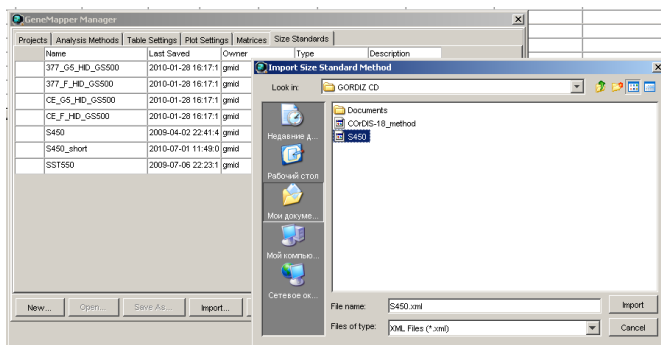 GeneMapper Manager
Projects Analysis Methods Table Settings Plot Settings Matrices Size Standards
Name Last Saved Owner Type Description
377_G5_HID_GS500 2010-01-28 16:17:1 gmid
377_F_HID_GS500 2010-01-28 16:17:1 gmid
CE_G5_HID_GS500 2010-01-28 16:17:1 gmid
CE_F_HID_GS500 2010-01-28 16:17:1 gmid
S450 2009-04-02 22:41:4 gmid
S450_short 2010-07-01 11:49:0 gmid
SST550 2009-07-06 22:23:1 gmid
New... Open... Save As... Import...
Import Size Standard Method
Look in: GORDIZ CD
Недавние д...
Рабочий стол
Мои докуме...
Мой компью...
Сетевое ок...
Documents
COrDIS-18_method
S450
File name: S450.xml Import
Files of type: XML Files (*.xml) Cancel